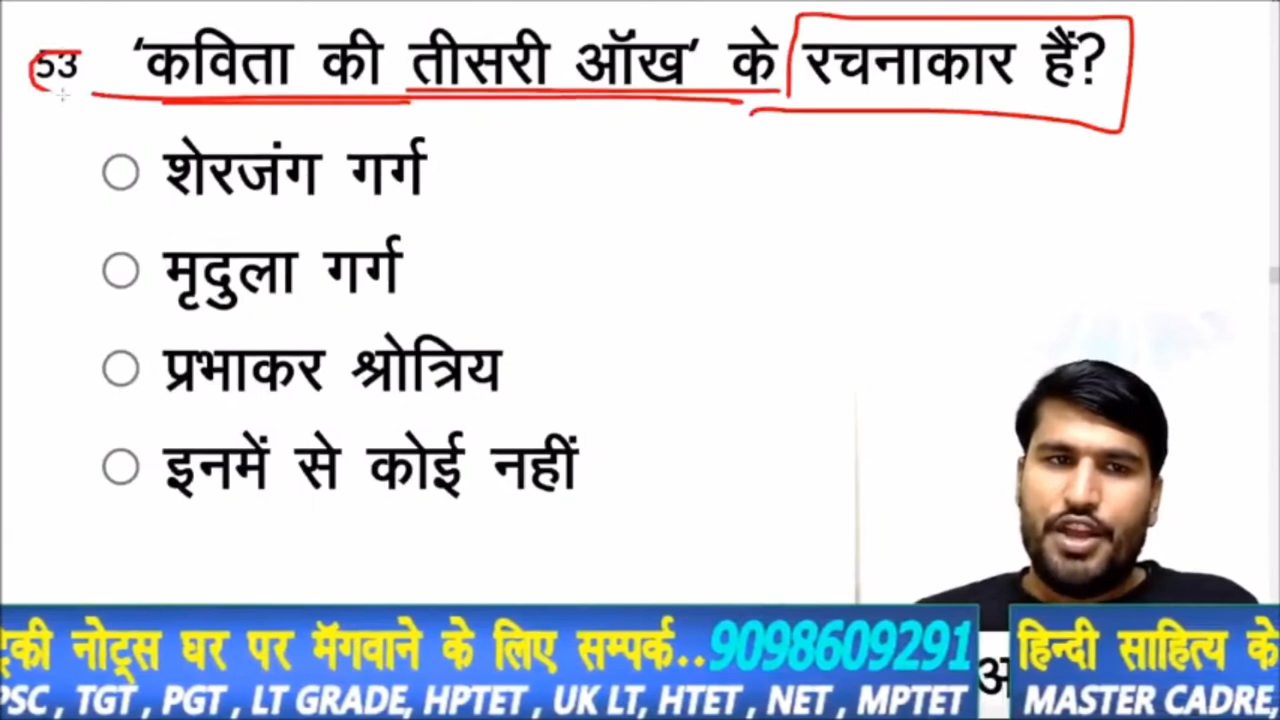 53 'कविता की तीसरी ऑख' के रचनाकार हैं?
शेरजंग गर्ग
मृदुला गर्ग
प्रभाकर श्रोत्रिय
इनमें से कोई नहीं
की नोट्स घर पर मॅगवाने के लिए सम्पर्क..9098609291
हिन्दी साहित्य के
PSC , TGT , PGT , LT GRADE, HPTET , UK LT, HTET , NET , MPTET
MASTER CADRE,